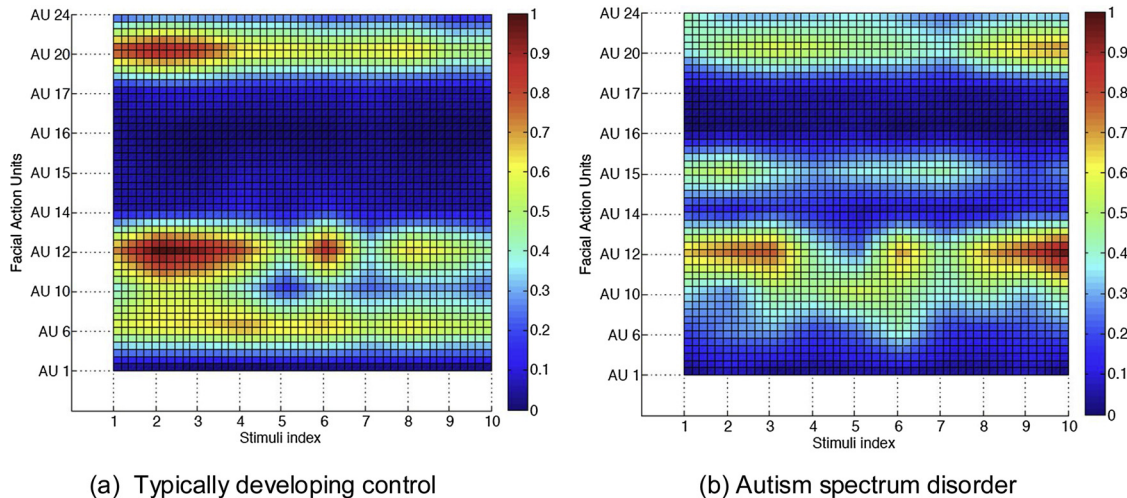 AU 24
AU 20
AU 17
AU 16
AU 15
AU 14
AU 12
AU 10
AU 6
AU 1
Facial Action Units
1 2 3 4 5 6 7 8 9 10
Stimuli index
1
0.9
0.8
0.7
0.6
0.5
0.4
0.3
0.2
0.1
0
(a) Typically developing control
AU 24
AU 20
AU 17
AU 16
AU 15
AU 14
AU 12
AU 10
AU 6
AU 1
Facial Action Units
1 2 3 4 5 6 7 8 9 10
Stimuli index
1
0.9
0.8
0.7
0.6
0.5
0.4
0.3
0.2
0.1
0
(b) Autism spectrum disorder